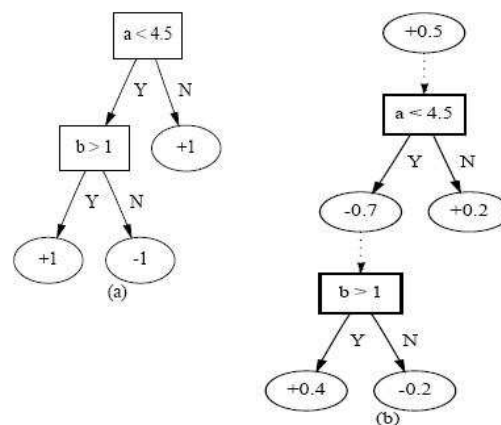 a < 4.5
Y N
b > 1
+1
Y N
+1
-1
(a)
+0.5
a < 4.5
Y N
-0.7
+0.2
b > 1
Y N
+0.4
-0.2
(b)